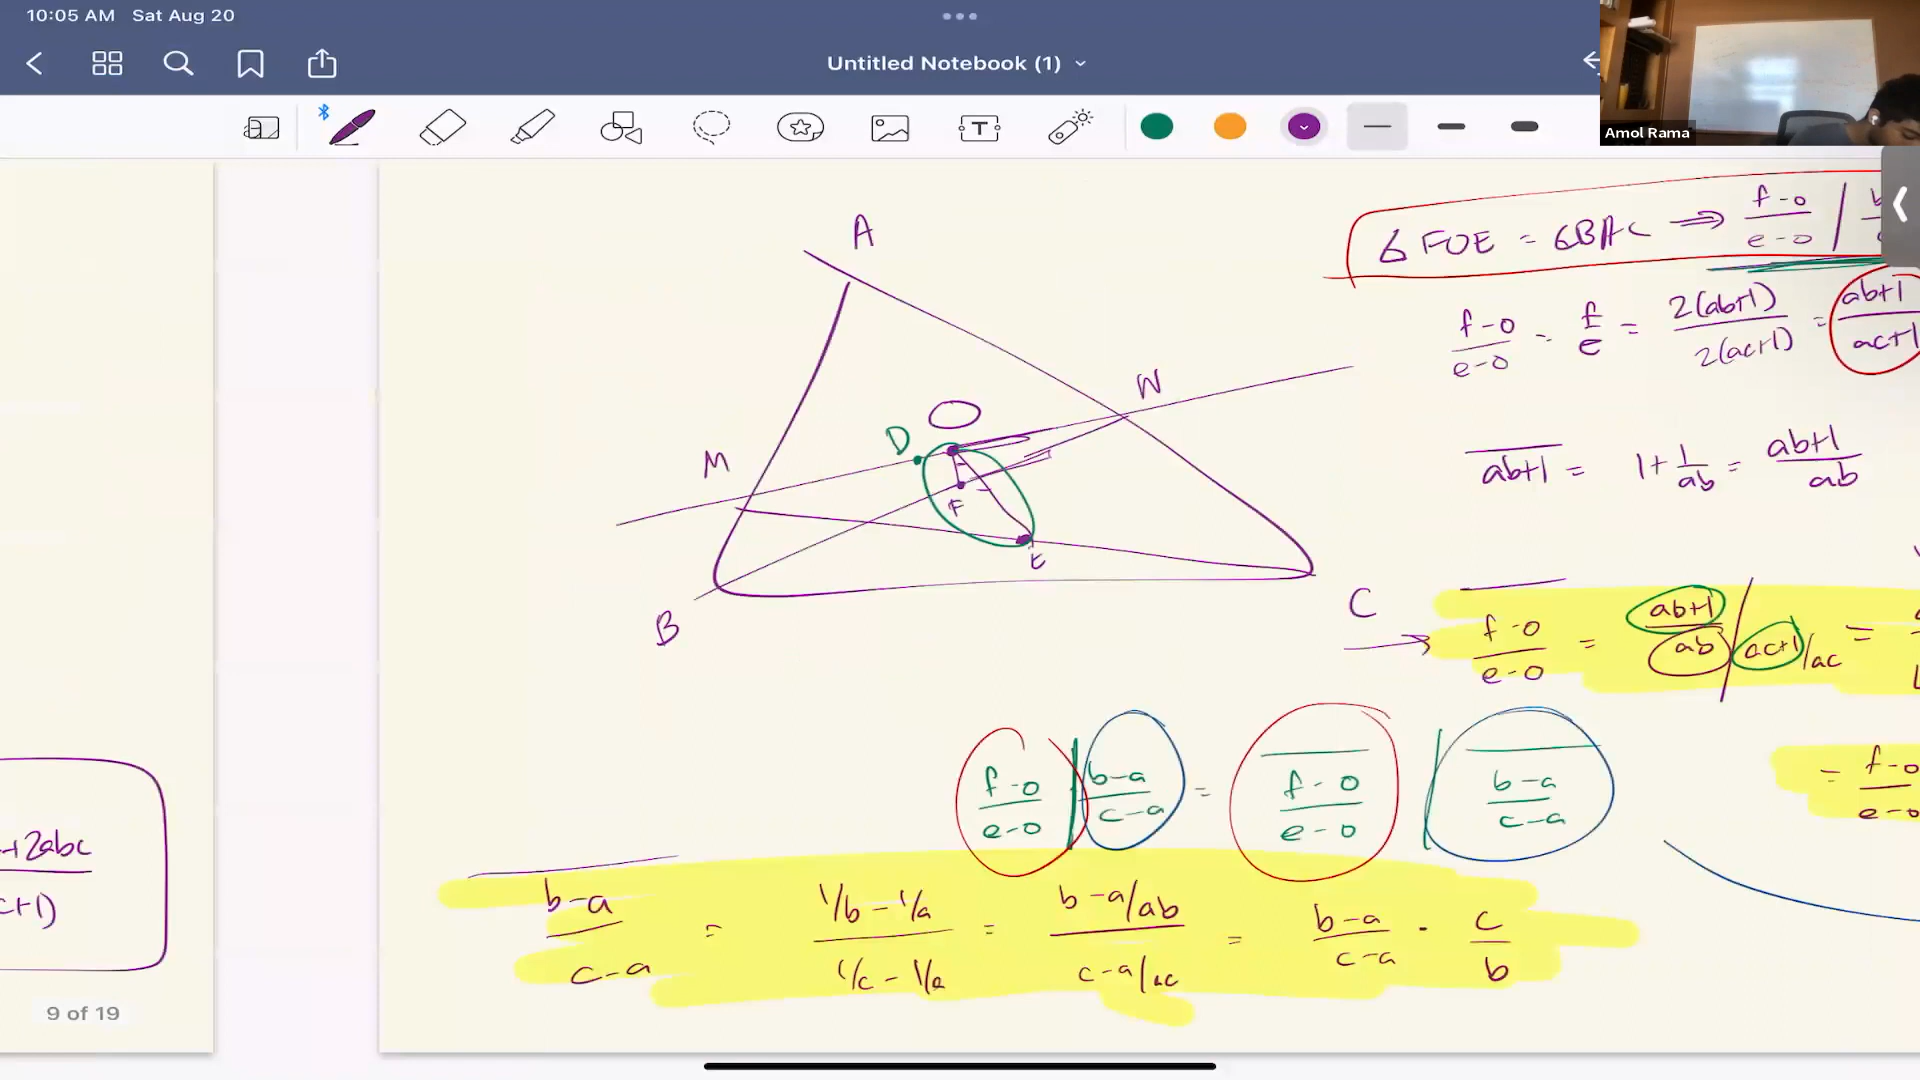 10:05 AM Sat Aug 20
Untitled Notebook (1)
Amol Rama
A
W
O
D
M
F
E
B
C
∠FOE = ∠BAC ⇒ f-o/e-o /
f-o/e-o = f/e = 2(ab+1)/2(ac+1) = ab+1/ac+1
ab+1 = 1+1/ab = ab+1/ab
→ f-o/e-o = ab+1/ab / ac+1/ac =
f-o/e-o / b-a/c-a = f-o/e-o / b-a/c-a
= f-o/e-o
b-a/c-a = 1/b-1/a / 1/c-1/a = b-a/ab / c-a/ac = b-a/c-a · c/b
+2abc
c+1)
9 of 19